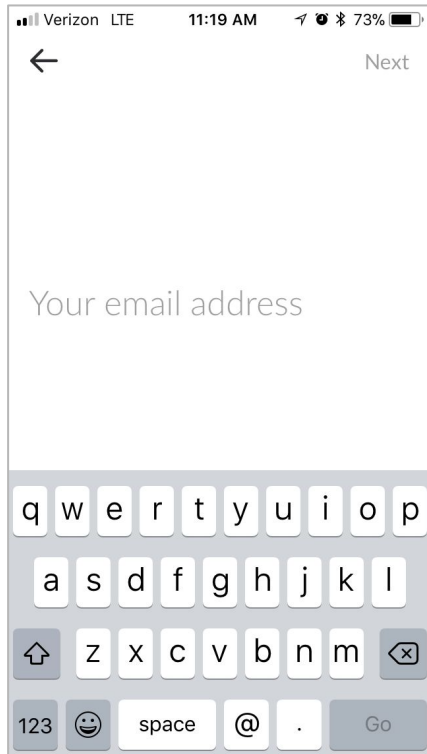 Verizon LTE 11:19 AM 73%
Next
Your email address
q w e r t y u i o p
a s d f g h j k l
z x c v b n m
123 space @ . Go